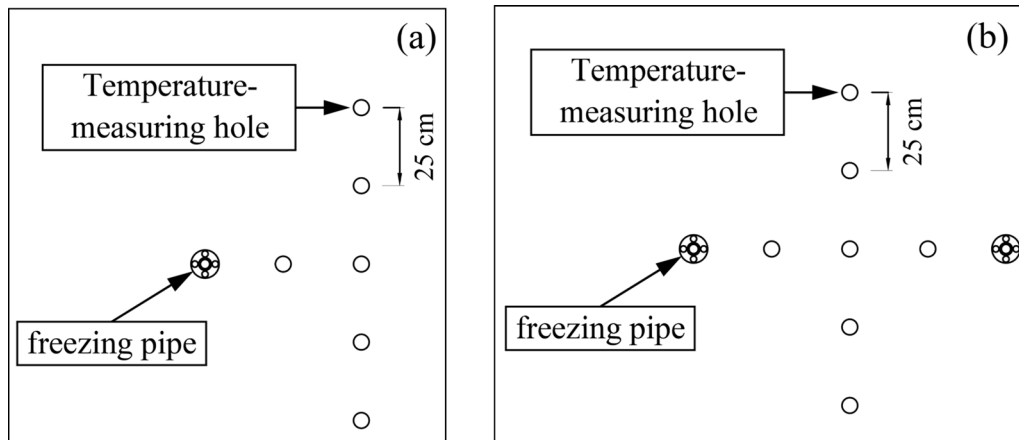 (a)
Temperature-
measuring hole
25 cm
freezing pipe
(b)
Temperature-
measuring hole
25 cm
freezing pipe